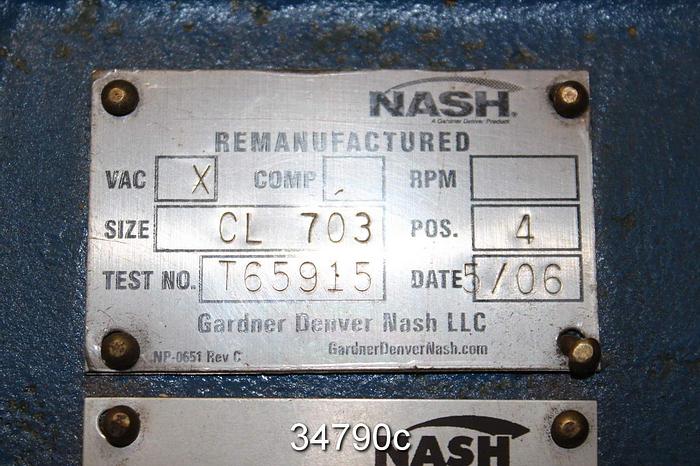 NASH®
A Gardner Denver Product
REMANUFACTURED
VAC X COMP RPM
SIZE CL 703 POS. 4
TEST NO. T65915 DATE 5/06
Gardner Denver Nash LLC
NP-0651 Rev C GardnerDenverNash.com
34790c
NASH